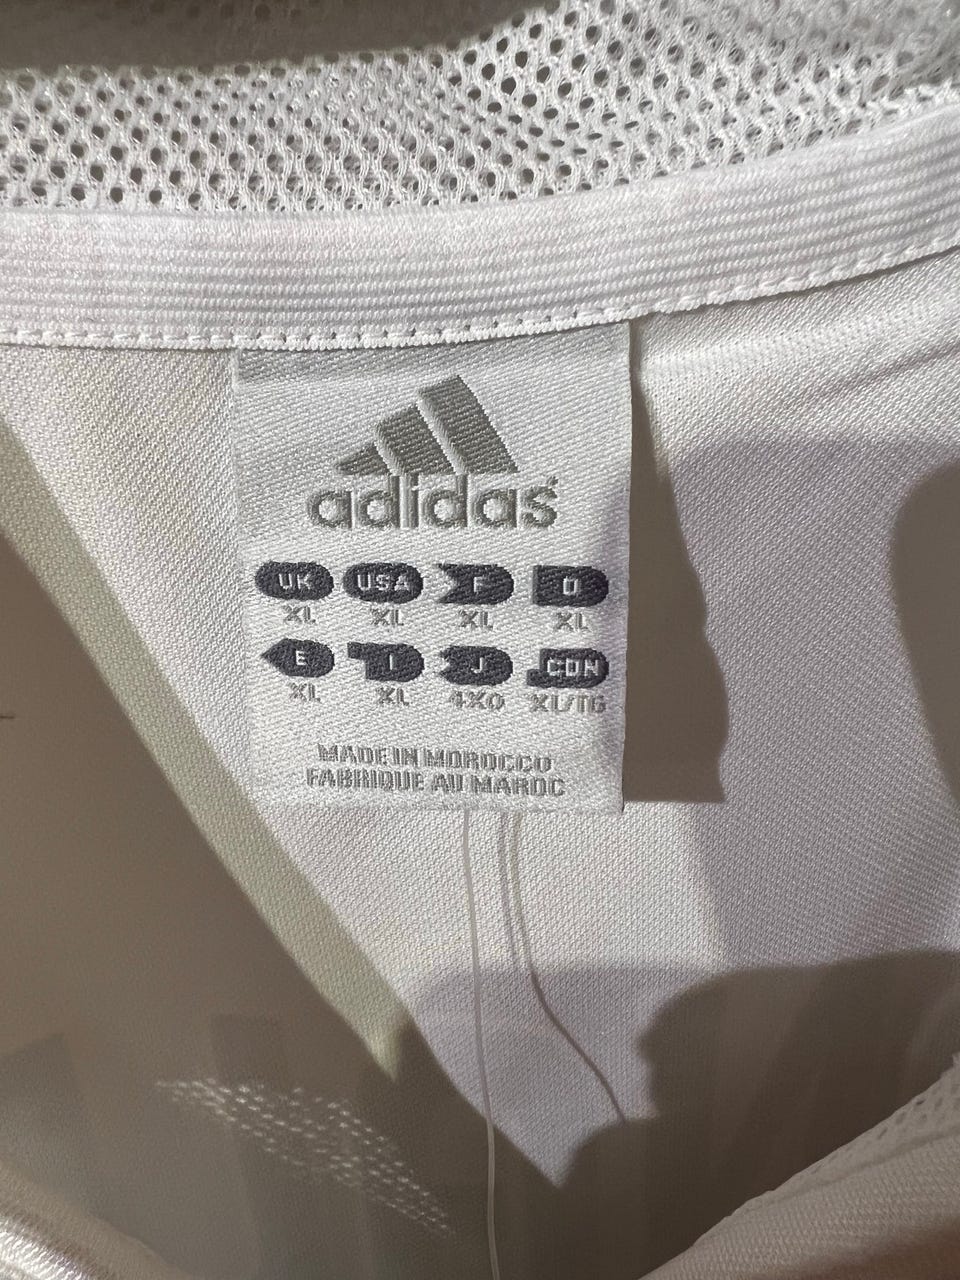 adidas
UK USA F D
XL XL XL XL
E I J CDN
XL XL 4XO XL/TG
MADE IN MOROCCO
FABRIQUE AU MAROC